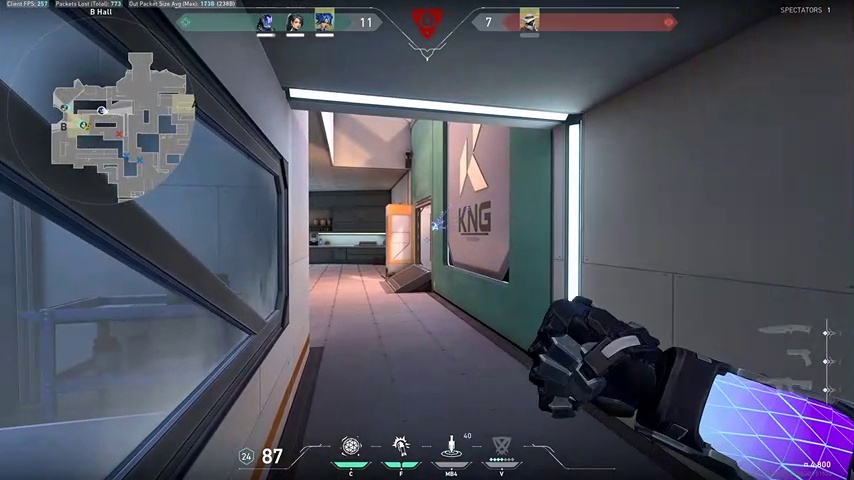 Client FPS: 257 Packets Lost (Total): 773 Out Packet Size Avg (Max): 173B (238B)
B Hall
11
7
SPECTATORS 1
B
A
KNG
24
87
40
C
F
MB4
V
4,800